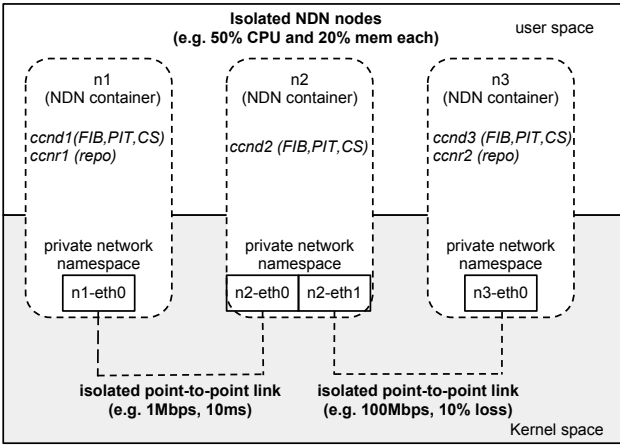 Isolated NDN nodes
(e.g. 50% CPU and 20% mem each)
user space
n1
(NDN container)
ccnd1(FIB,PIT,CS)
ccnr1 (repo)
n2
(NDN container)
ccnd2 (FIB,PIT,CS)
n3
(NDN container)
ccnd3 (FIB,PIT,CS)
ccnr2 (repo)
private network
namespace
n1-eth0
private network
namespace
n2-eth0
n2-eth1
private network
namespace
n3-eth0
isolated point-to-point link
(e.g. 1Mbps, 10ms)
isolated point-to-point link
(e.g. 100Mbps, 10% loss)
Kernel space